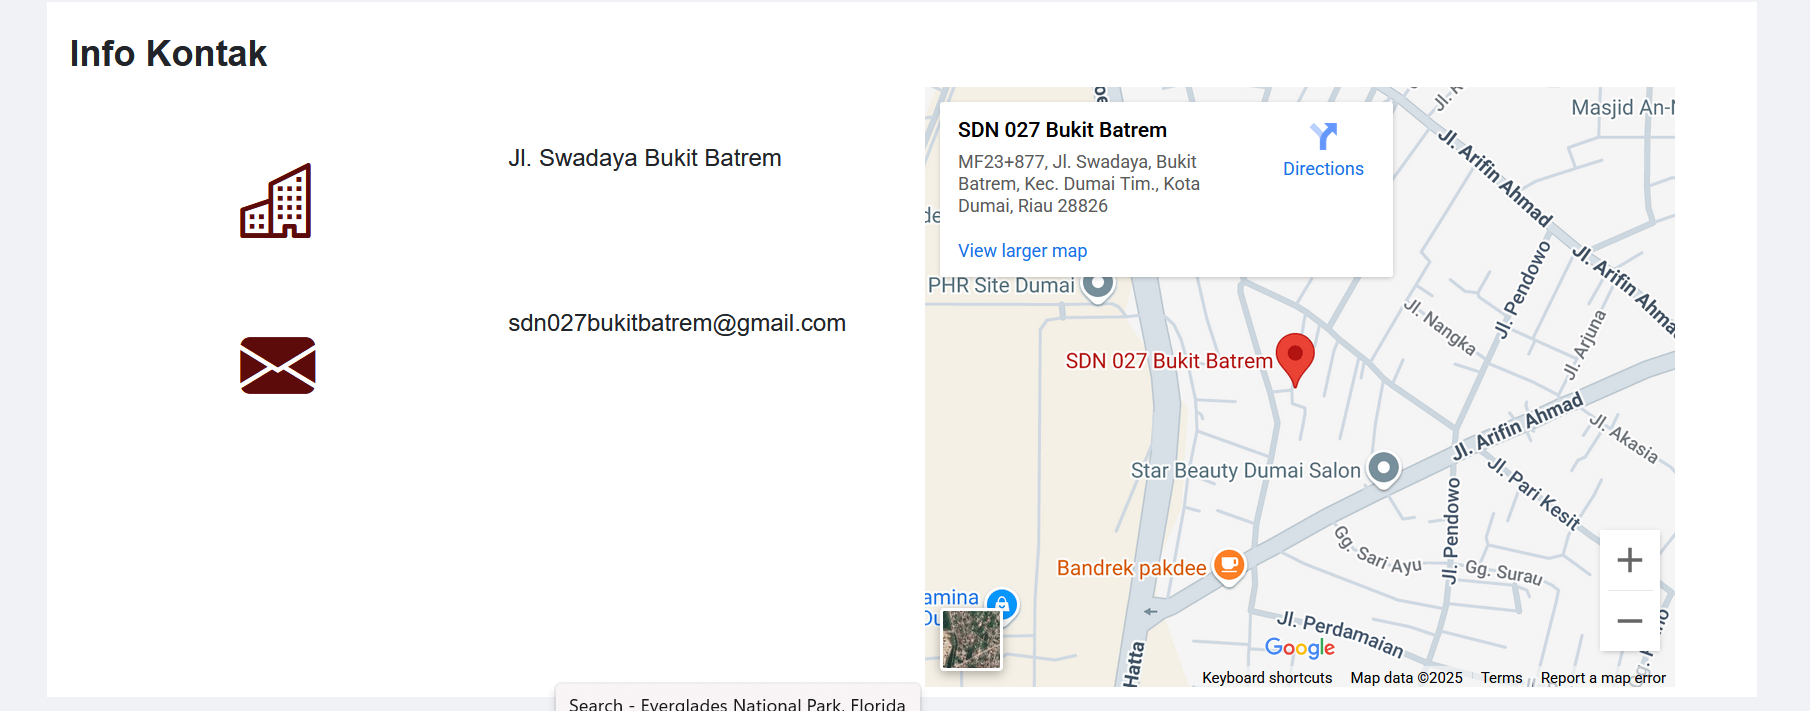 Info Kontak
Jl. Swadaya Bukit Batrem
sdn027bukitbatrem@gmail.com
SDN 027 Bukit Batrem
MF23+877, Jl. Swadaya, Bukit
Batrem, Kec. Dumai Tim., Kota
Dumai, Riau 28826
Directions
View larger map
Masjid An-
Jl. Arifin Ahmad
Jl. Pendowo
Jl. Arifin Ahma
PHR Site Dumai
Jl. Nangka
Jl. Arjuna
SDN 027 Bukit Batrem
Jl. Arifin Ahmad
Jl. Akasia
Star Beauty Dumai Salon
Jl. Pari Kesit
Jl. Pendowo
Gg. Sari Ayu
Gg. Surau
Bandrek pakdee
amina
Jl. Perdamaian
Hatta
Google
Keyboard shortcuts
Map data ©2025
Terms
Report a map error
Search - Everglades National Park, Florida